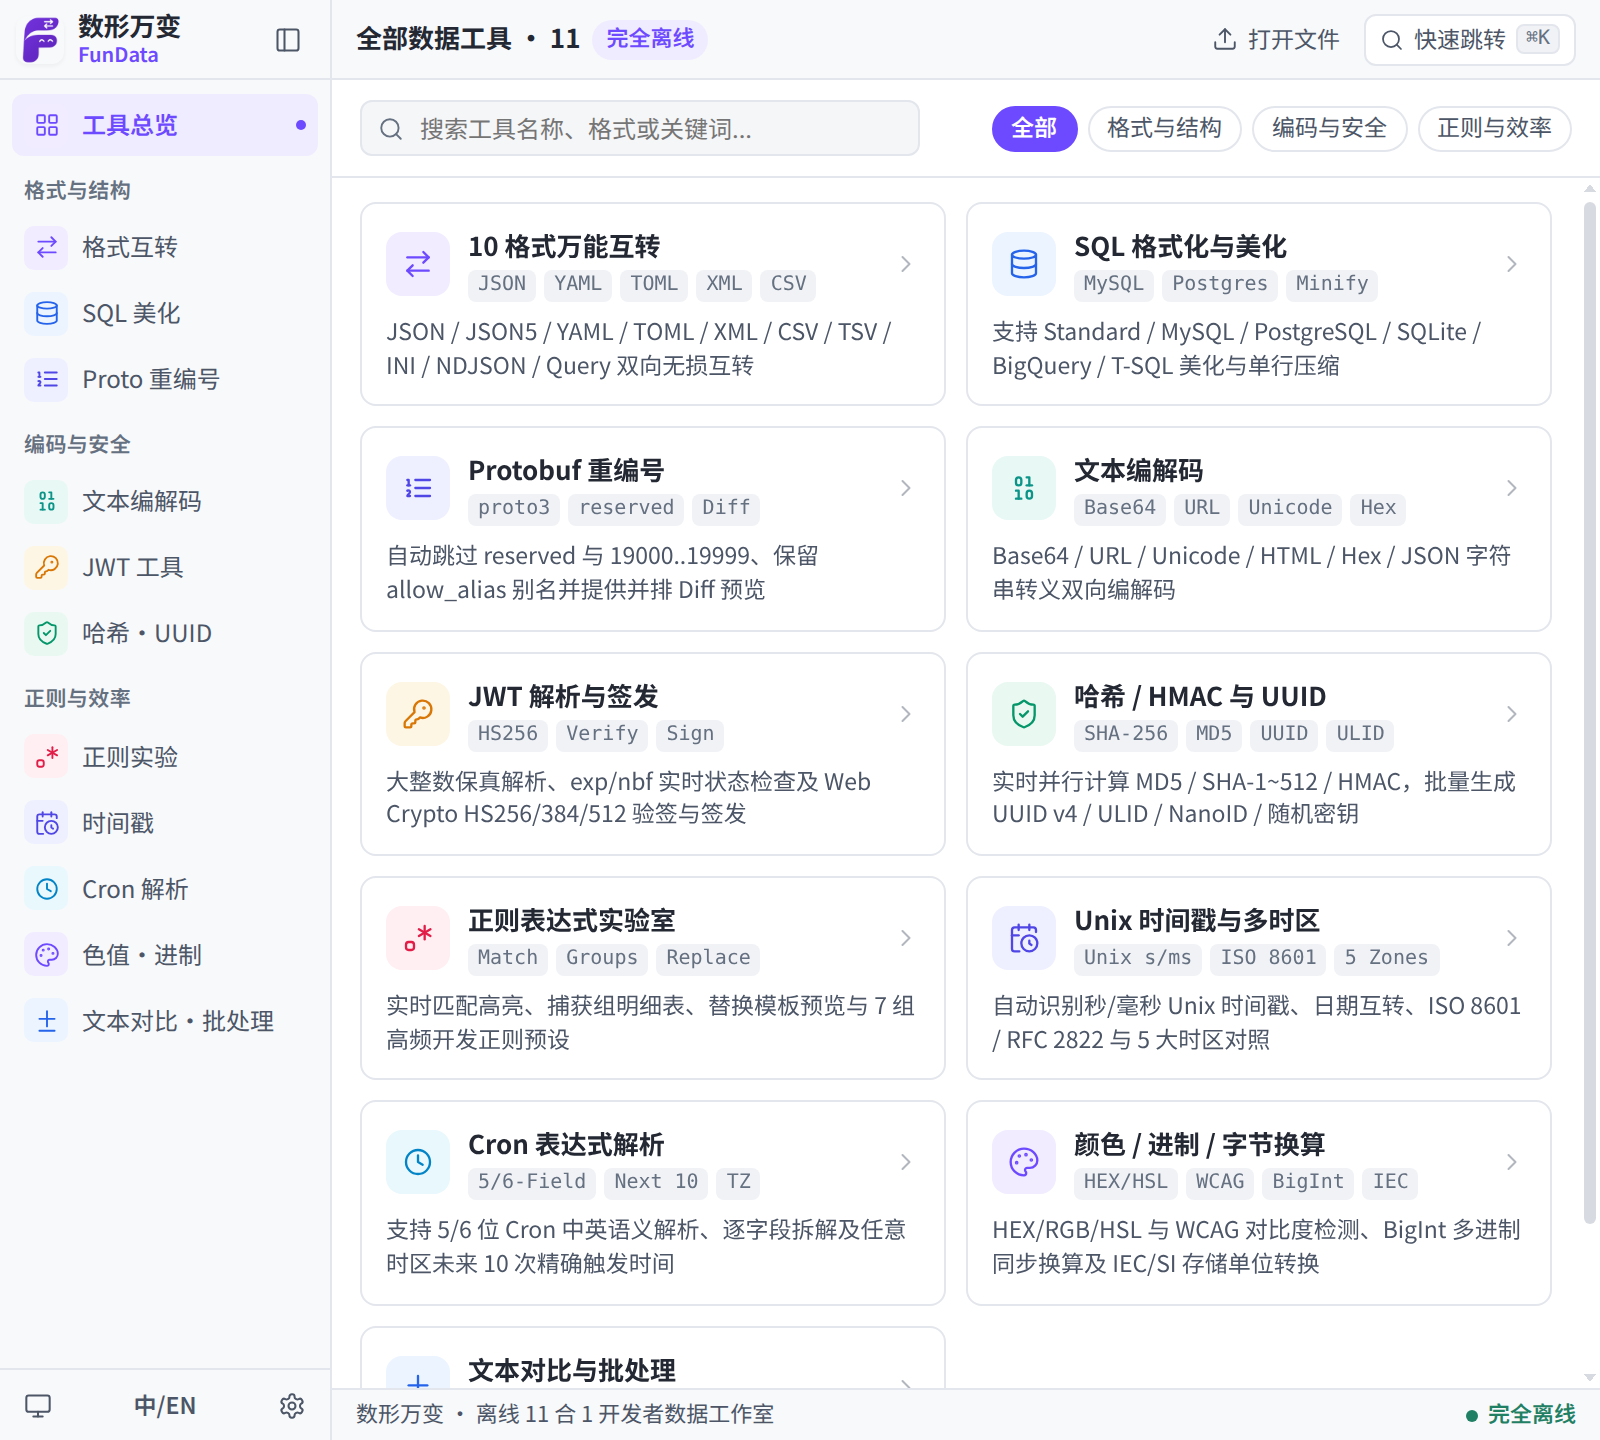 数形万变
FunData
工具总览
格式与结构
格式互转
SQL 美化
Proto 重编号
编码与安全
文本编解码
JWT 工具
哈希・UUID
正则与效率
正则实验
时间戳
Cron 解析
色值・进制
文本对比・批处理
中/EN
全部数据工具 • 11 完全离线
打开文件
快速跳转 ⌘K
搜索工具名称、格式或关键词...
全部 格式与结构 编码与安全 正则与效率
10 格式万能互转
JSON YAML TOML XML CSV
JSON / JSON5 / YAML / TOML / XML / CSV / TSV /
INI / NDJSON / Query 双向无损互转
SQL 格式化与美化
MySQL Postgres Minify
支持 Standard / MySQL / PostgreSQL / SQLite /
BigQuery / T-SQL 美化与单行压缩
Protobuf 重编号
proto3 reserved Diff
自动跳过 reserved 与 19000..19999、保留
allow_alias 别名并提供并排 Diff 预览
文本编解码
Base64 URL Unicode Hex
Base64 / URL / Unicode / HTML / Hex / JSON 字符
串转义双向编解码
JWT 解析与签发
HS256 Verify Sign
大整数保真解析、exp/nbf 实时状态检查及 Web
Crypto HS256/384/512 验签与签发
哈希 / HMAC 与 UUID
SHA-256 MD5 UUID ULID
实时并行计算 MD5 / SHA-1~512 / HMAC，批量生成
UUID v4 / ULID / NanoID / 随机密钥
正则表达式实验室
Match Groups Replace
实时匹配高亮、捕获组明细表、替换模板预览与 7 组
高频开发正则预设
Unix 时间戳与多时区
Unix s/ms ISO 8601 5 Zones
自动识别秒/毫秒 Unix 时间戳、日期互转、ISO 8601
/ RFC 2822 与 5 大时区对照
Cron 表达式解析
5/6-Field Next 10 TZ
支持 5/6 位 Cron 中英语义解析、逐字段拆解及任意
时区未来 10 次精确触发时间
颜色 / 进制 / 字节换算
HEX/HSL WCAG BigInt IEC
HEX/RGB/HSL 与 WCAG 对比度检测、BigInt 多进制
同步换算及 IEC/SI 存储单位转换
文本对比与批处理
数形万变 • 离线 11 合 1 开发者数据工作室
完全离线